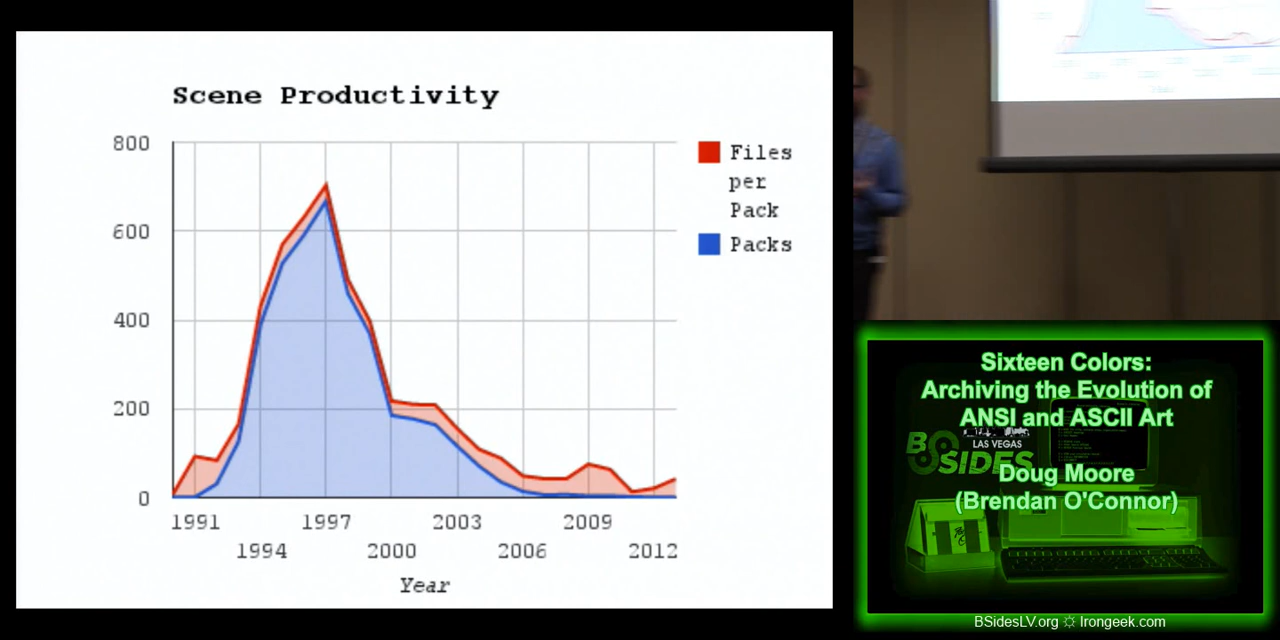 Scene Productivity
800
600
400
200
0
1991
1997
2003
2009
1994
2000
2006
2012
Year
Files
per
Pack
Packs
Sixteen Colors:
Archiving the Evolution of
ANSI and ASCII Art
LAS VEGAS
BSIDES
Doug Moore
(Brendan O'Connor)
BSidesLV.org ☼ Irongeek.com